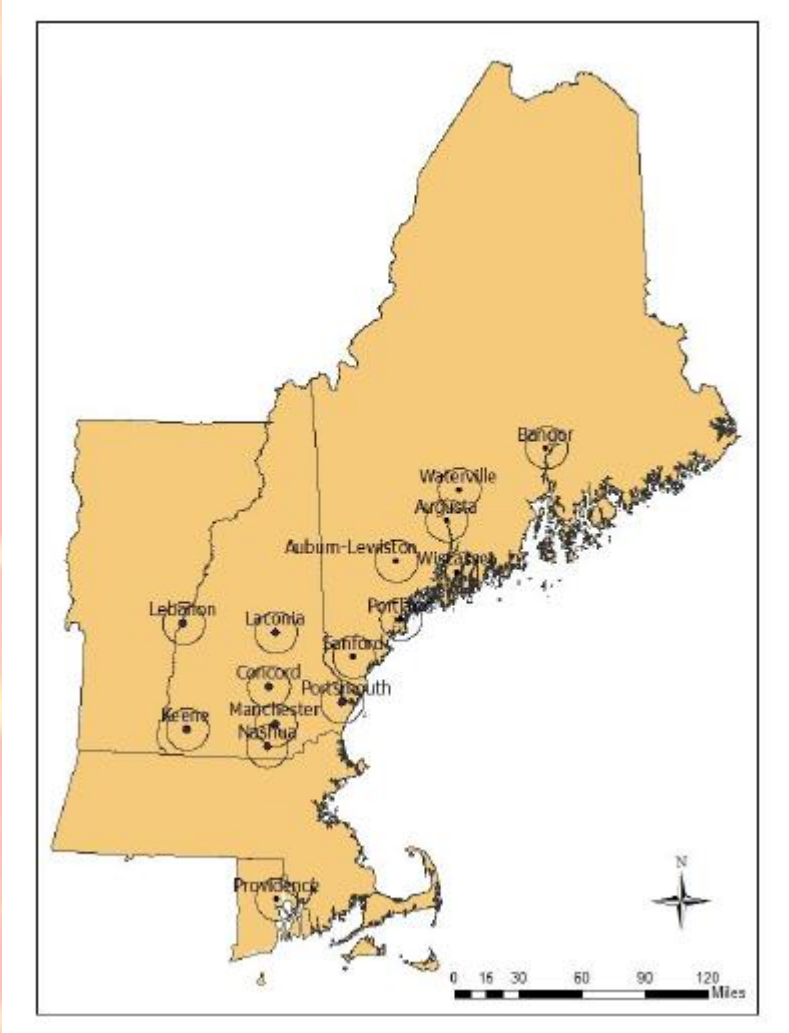 Bangor
Waterville
Augusta
Auburn-Lewiston
Lebanon
Laconia
Sanford
Concord
Portsmouth
Manchester
Keene
Nashua
Providence
N
0 15 30 60 90 120
Miles